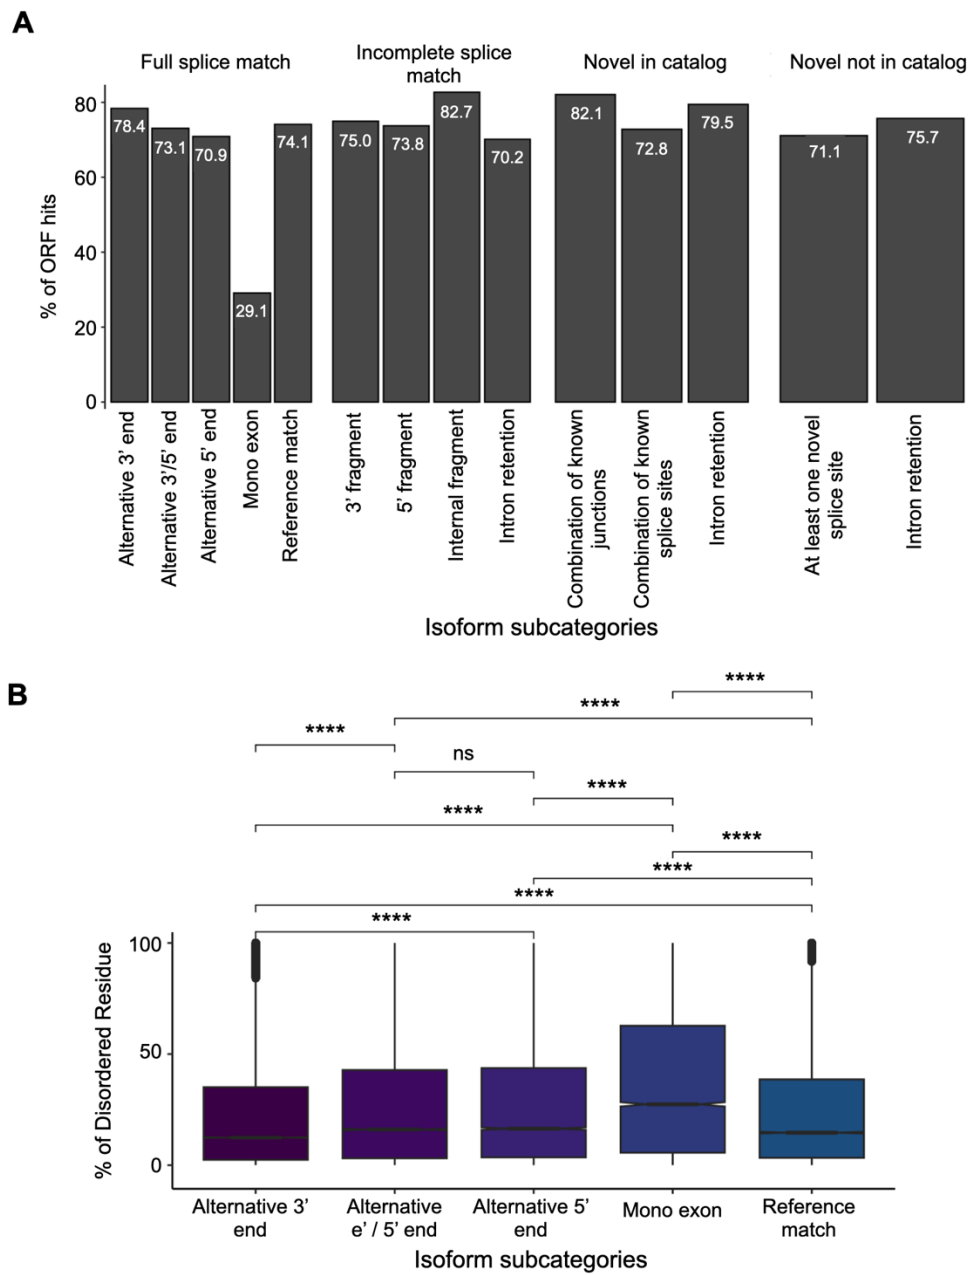 A
Full splice match
Incomplete splice
match
Novel in catalog
Novel not in catalog
% of ORF hits
80
60
40
20
0
78.4
73.1
70.9
29.1
74.1
75.0
73.8
82.7
70.2
82.1
72.8
79.5
71.1
75.7
Alternative 3' end
Alternative 3'/5' end
Alternative 5' end
Mono exon
Reference match
3' fragment
5' fragment
Internal fragment
Intron retention
Combination of known
junctions
Combination of known
splice sites
Intron retention
At least one novel
splice site
Intron retention
Isoform subcategories
B
****
****
****
ns
****
****
****
****
****
****
% of Disordered Residue
100
50
0
Alternative 3'
end
Alternative
e' / 5' end
Alternative 5'
end
Mono exon
Reference
match
Isoform subcategories